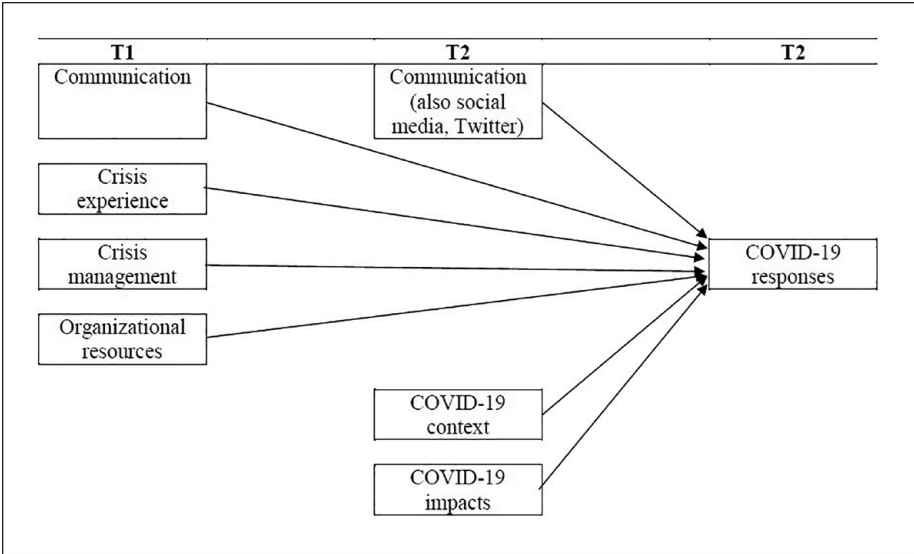 T1
T2
T2
Communication
Communication
(also social
media, Twitter)
Crisis
experience
Crisis
management
COVID-19
responses
Organizational
resources
COVID-19
context
COVID-19
impacts